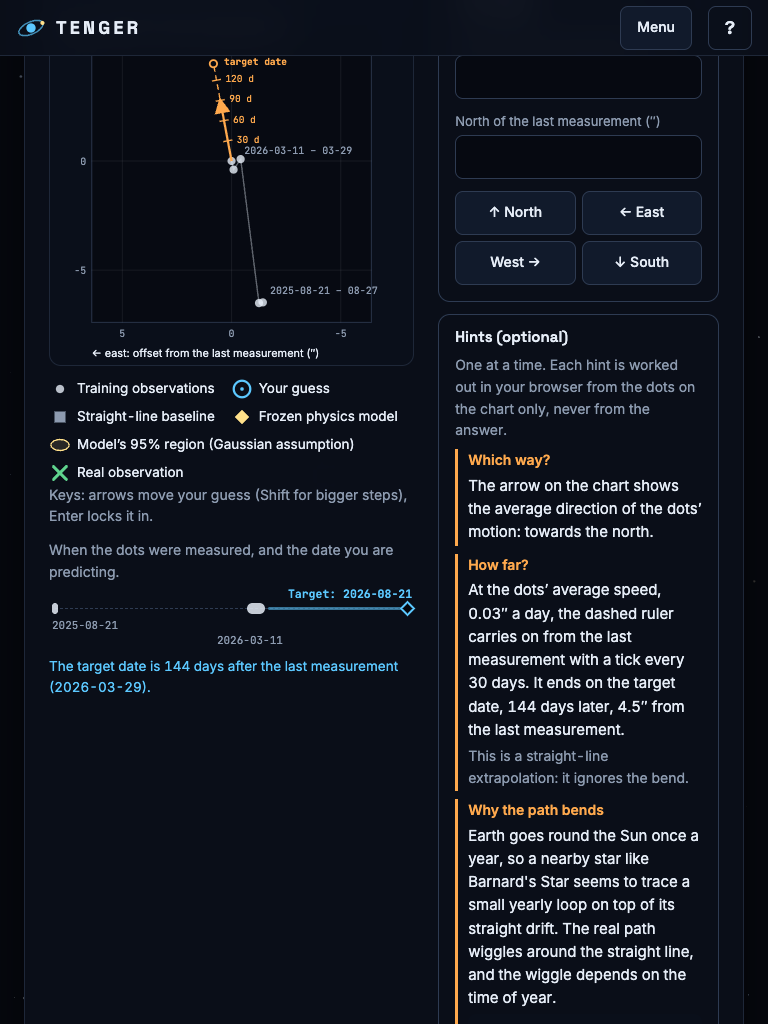 TENGER
Menu
?
target date
120 d
90 d
60 d
30 d
2026-03-11 – 03-29
0
-5
2025-08-21 – 08-27
5
0
-5
← east: offset from the last measurement (″)
Training observations
Your guess
Straight-line baseline
Frozen physics model
Model's 95% region (Gaussian assumption)
Real observation
Keys: arrows move your guess (Shift for bigger steps),
Enter locks it in.
When the dots were measured, and the date you are
predicting.
Target: 2026-08-21
2025-08-21
2026-03-11
The target date is 144 days after the last measurement
(2026-03-29).
North of the last measurement (″)
↑ North
← East
West →
↓ South
Hints (optional)
One at a time. Each hint is worked
out in your browser from the dots on
the chart only, never from the
answer.
Which way?
The arrow on the chart shows
the average direction of the dots’
motion: towards the north.
How far?
At the dots’ average speed,
0.03″ a day, the dashed ruler
carries on from the last
measurement with a tick every
30 days. It ends on the target
date, 144 days later, 4.5″ from
the last measurement.
This is a straight-line
extrapolation: it ignores the bend.
Why the path bends
Earth goes round the Sun once a
year, so a nearby star like
Barnard's Star seems to trace a
small yearly loop on top of its
straight drift. The real path
wiggles around the straight line,
and the wiggle depends on the
time of year.